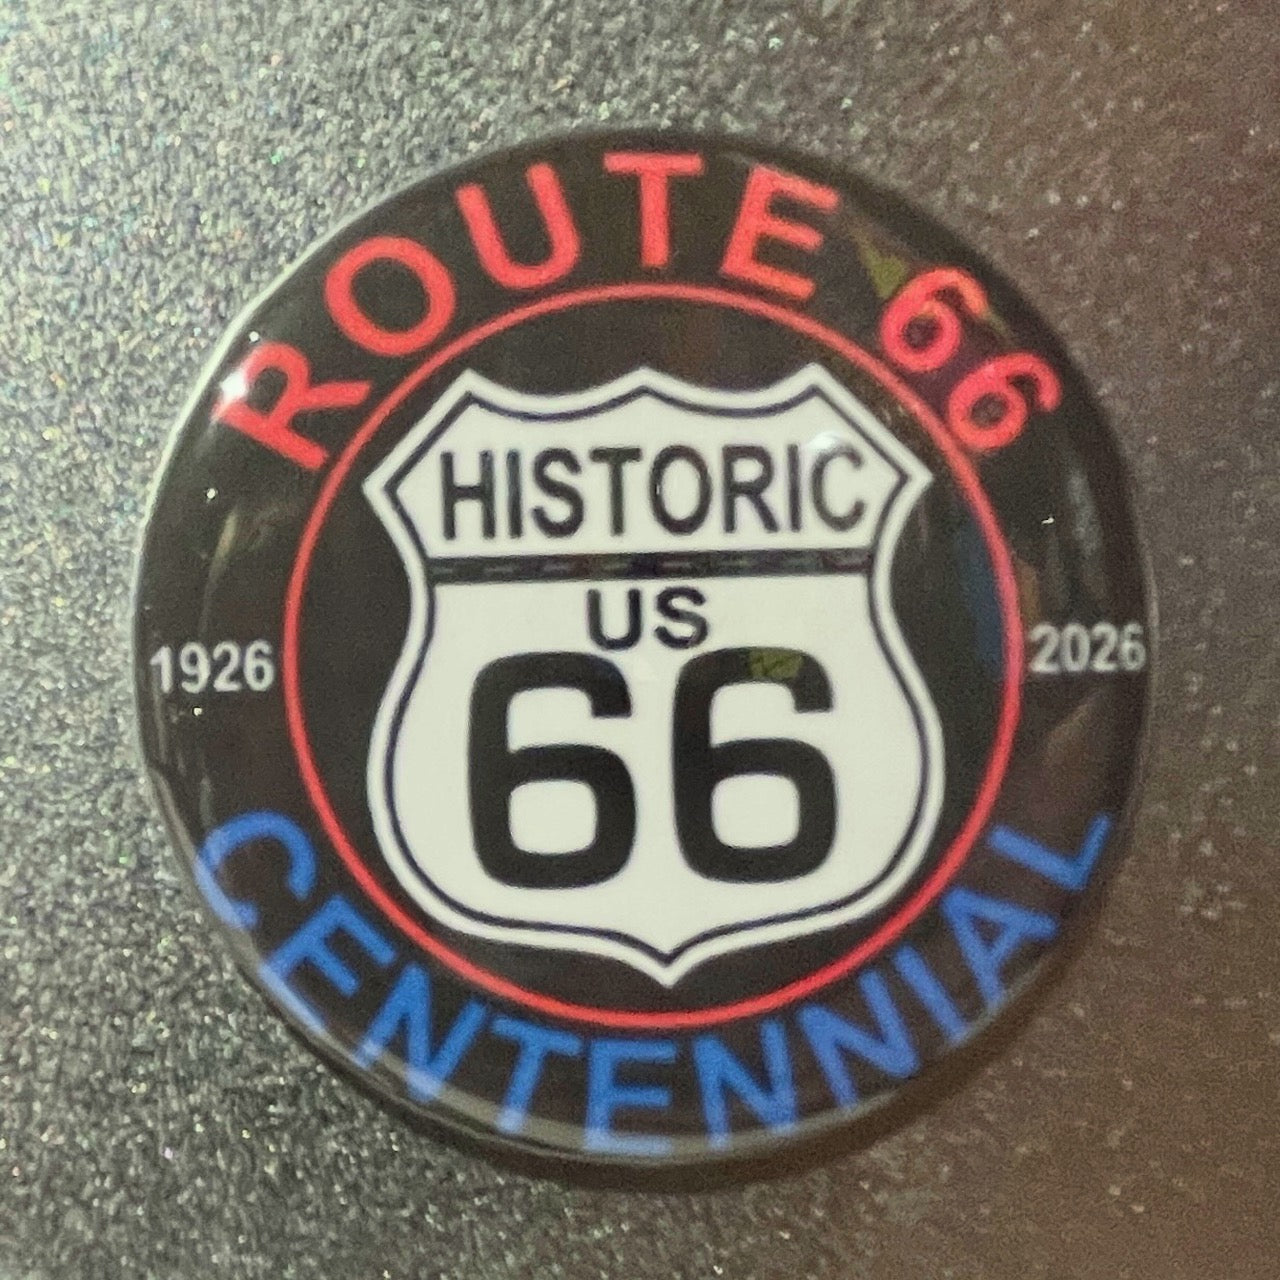 ROUTE 66
HISTORIC
US
66
1926
2026
CENTENNIAL